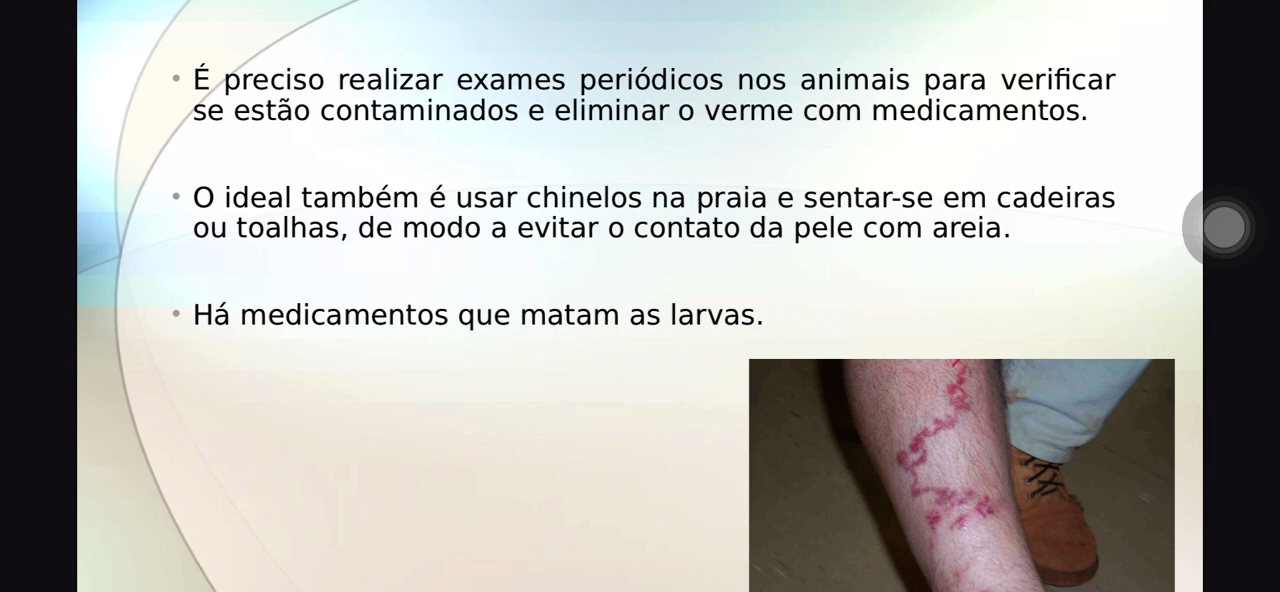 • É preciso realizar exames periódicos nos animais para verificar
se estão contaminados e eliminar o verme com medicamentos.
• O ideal também é usar chinelos na praia e sentar-se em cadeiras
ou toalhas, de modo a evitar o contato da pele com areia.
• Há medicamentos que matam as larvas.